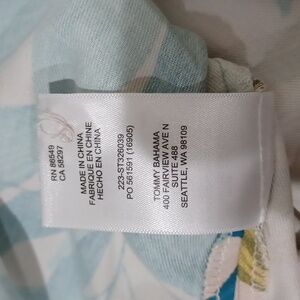 RN 86549
CA 58297
MADE IN CHINA
FABRIQUE EN CHINE
HECHO EN CHINA
223-ST326039
PO 561591 (16905)
TOMMY BAHAMA
400 FAIRVIEW AVE N
SUITE 488
SEATTLE, WA 98109